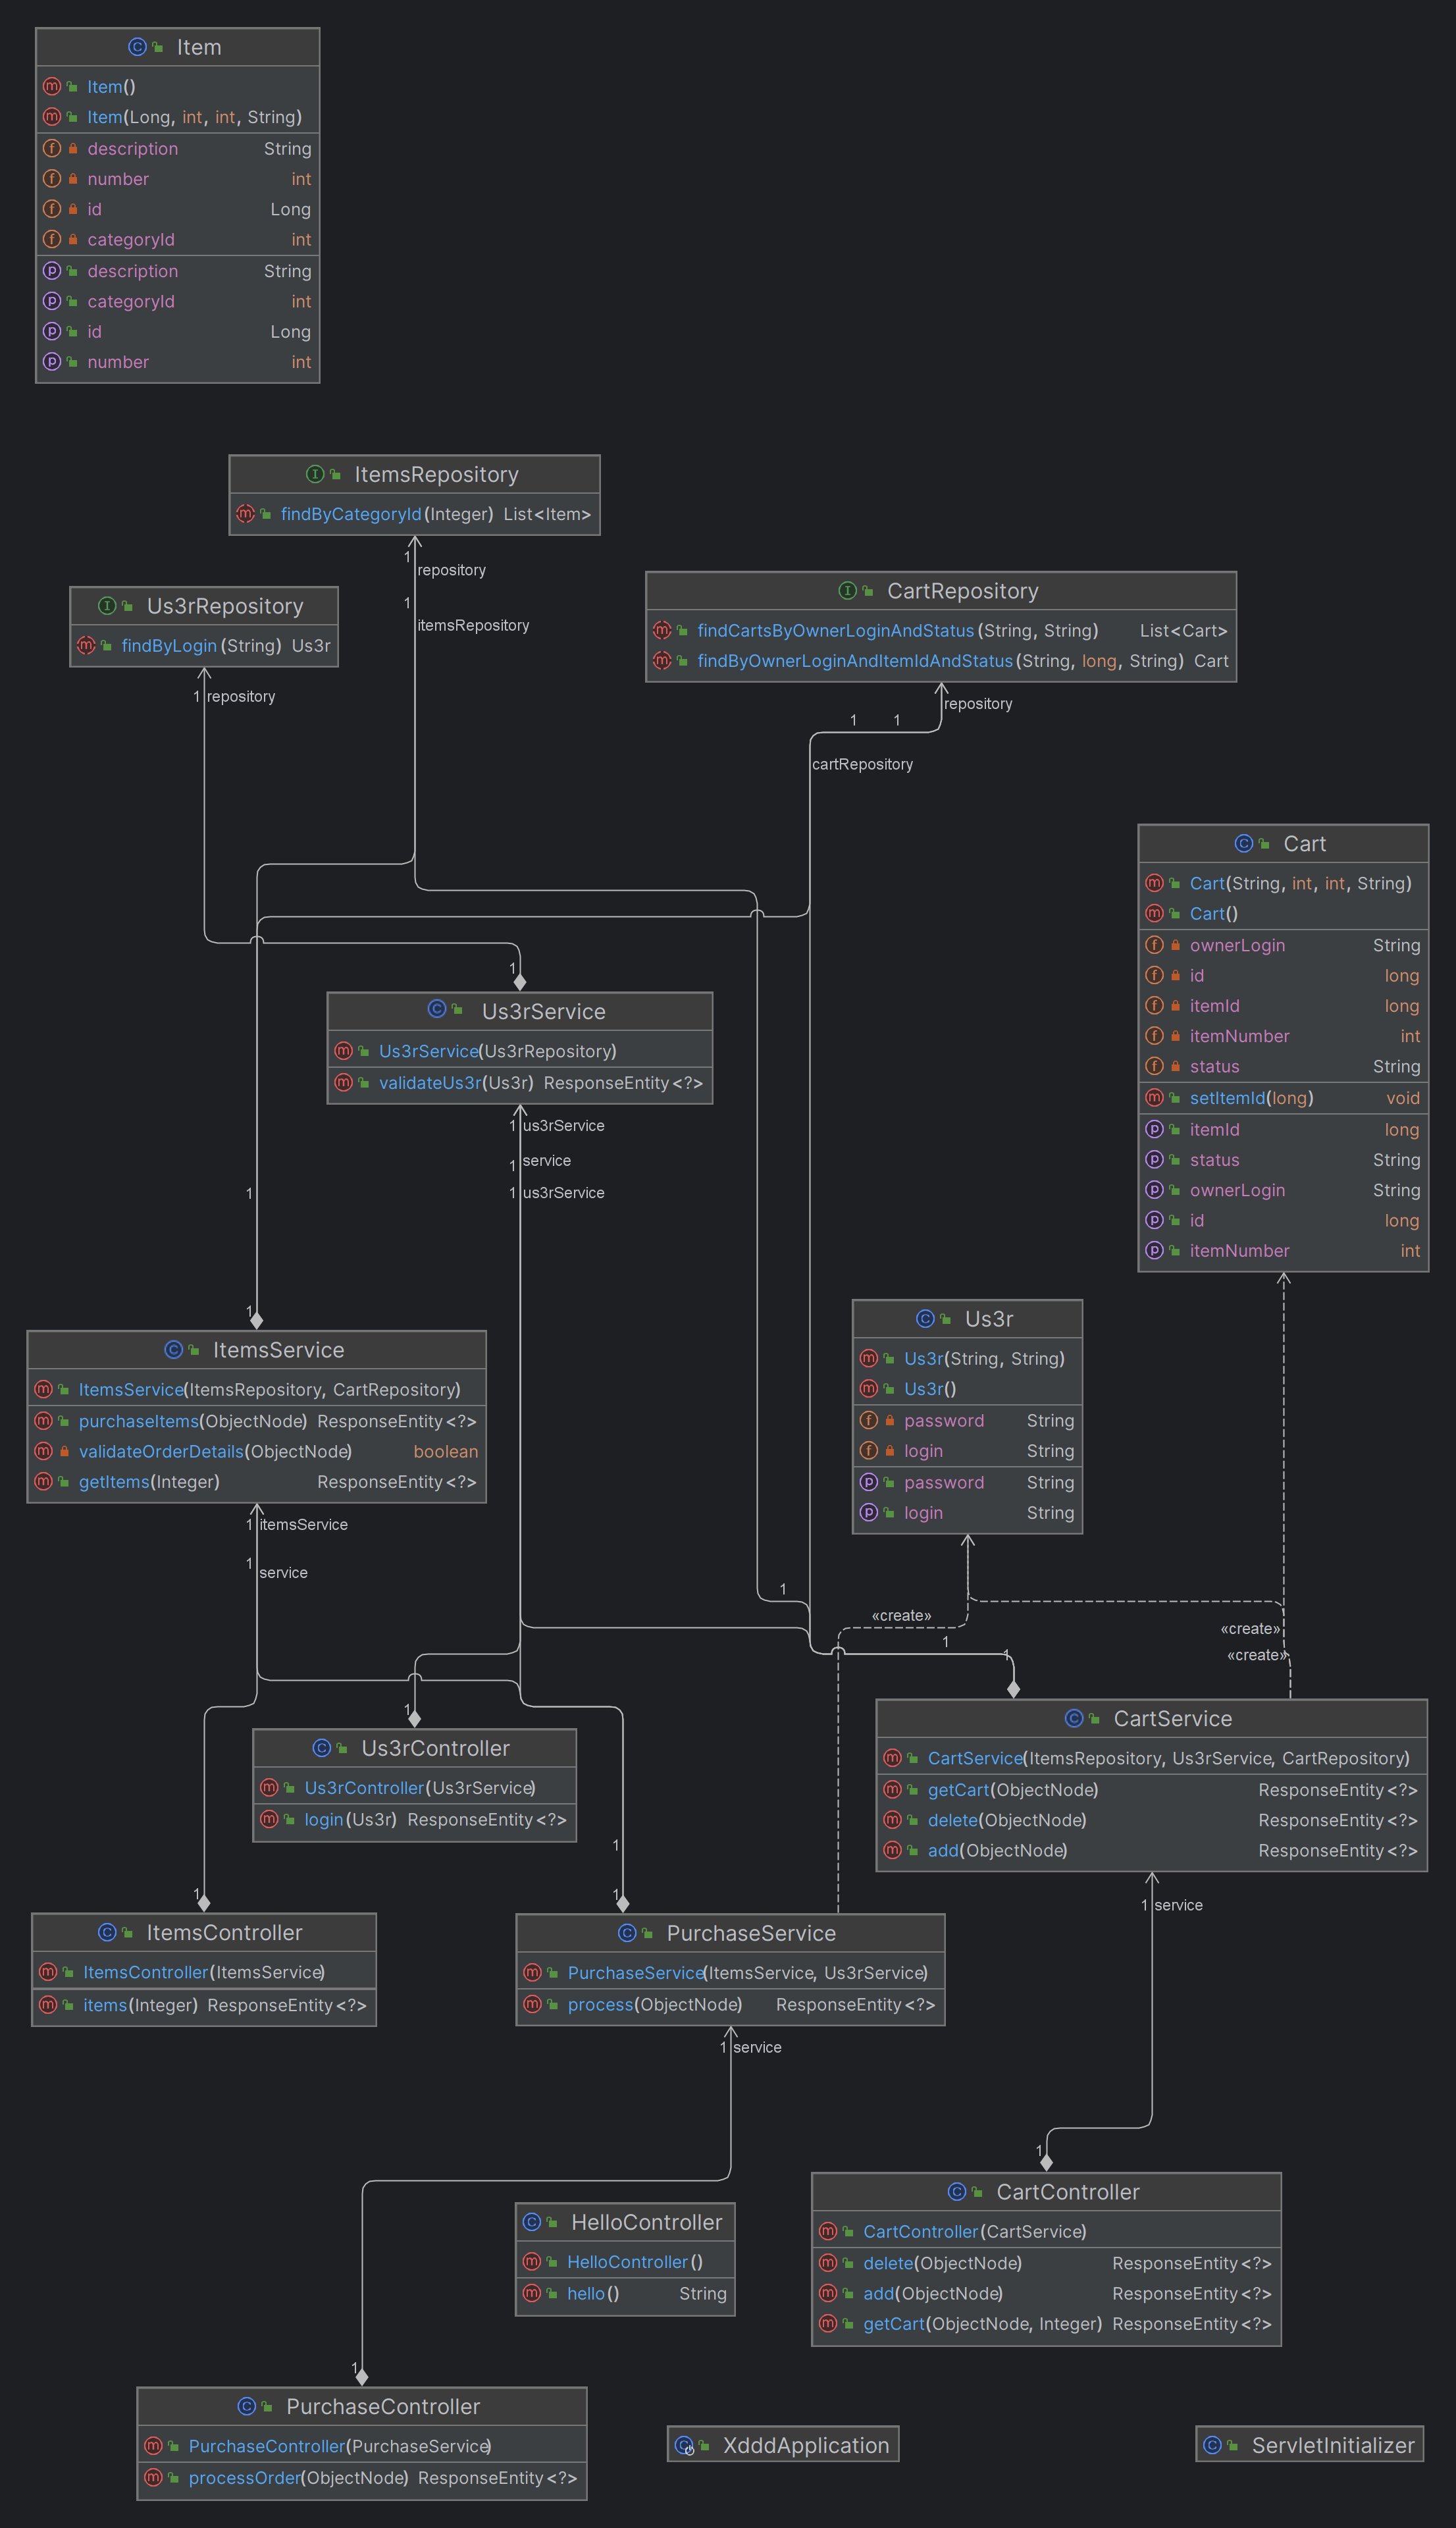 Item
Item()
Item(Long, int, int, String)
description String
number int
id Long
categoryId int
description String
categoryId int
id Long
number int
ItemsRepository
findByCategoryId(Integer) List<Item>
1
repository
1
itemsRepository
Us3rRepository
findByLogin(String) Us3r
1 repository
CartRepository
findCartsByOwnerLoginAndStatus(String, String) List<Cart>
findByOwnerLoginAndItemIdAndStatus(String, long, String) Cart
repository
1 1
cartRepository
Cart
Cart(String, int, int, String)
Cart()
ownerLogin String
id long
itemId long
itemNumber int
status String
setItemId(long) void
itemId long
status String
ownerLogin String
id long
itemNumber int
1
Us3rService
Us3rService(Us3rRepository)
validateUs3r(Us3r) ResponseEntity<?>
1 us3rService
1 service
1 us3rService
1
1
ItemsService
ItemsService(ItemsRepository, CartRepository)
purchaseItems(ObjectNode) ResponseEntity<?>
validateOrderDetails(ObjectNode) boolean
getItems(Integer) ResponseEntity<?>
1 itemsService
1
service
Us3r
Us3r(String, String)
Us3r()
password String
login String
password String
login String
1
«create»
«create»
«create»
1
1
CartService
CartService(ItemsRepository, Us3rService, CartRepository)
getCart(ObjectNode) ResponseEntity<?>
delete(ObjectNode) ResponseEntity<?>
add(ObjectNode) ResponseEntity<?>
1 service
1
Us3rController
Us3rController(Us3rService)
login(Us3r) ResponseEntity<?>
1
1
1
ItemsController
ItemsController(ItemsService)
items(Integer) ResponseEntity<?>
PurchaseService
PurchaseService(ItemsService, Us3rService)
process(ObjectNode) ResponseEntity<?>
1 service
1
CartController
CartController(CartService)
delete(ObjectNode) ResponseEntity<?>
add(ObjectNode) ResponseEntity<?>
getCart(ObjectNode, Integer) ResponseEntity<?>
HelloController
HelloController()
hello() String
1
PurchaseController
PurchaseController(PurchaseService)
processOrder(ObjectNode) ResponseEntity<?>
XdddApplication
ServletInitializer